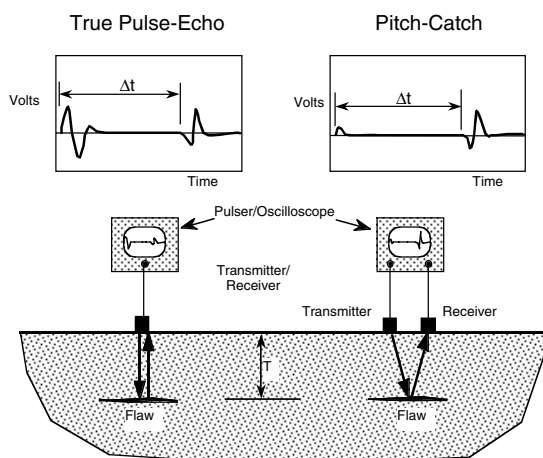 True Pulse-Echo
Pitch-Catch
Δt
Volts
Time
Δt
Volts
Time
Pulser/Oscilloscope
Transmitter/
Receiver
Transmitter
Receiver
T
Flaw
Flaw